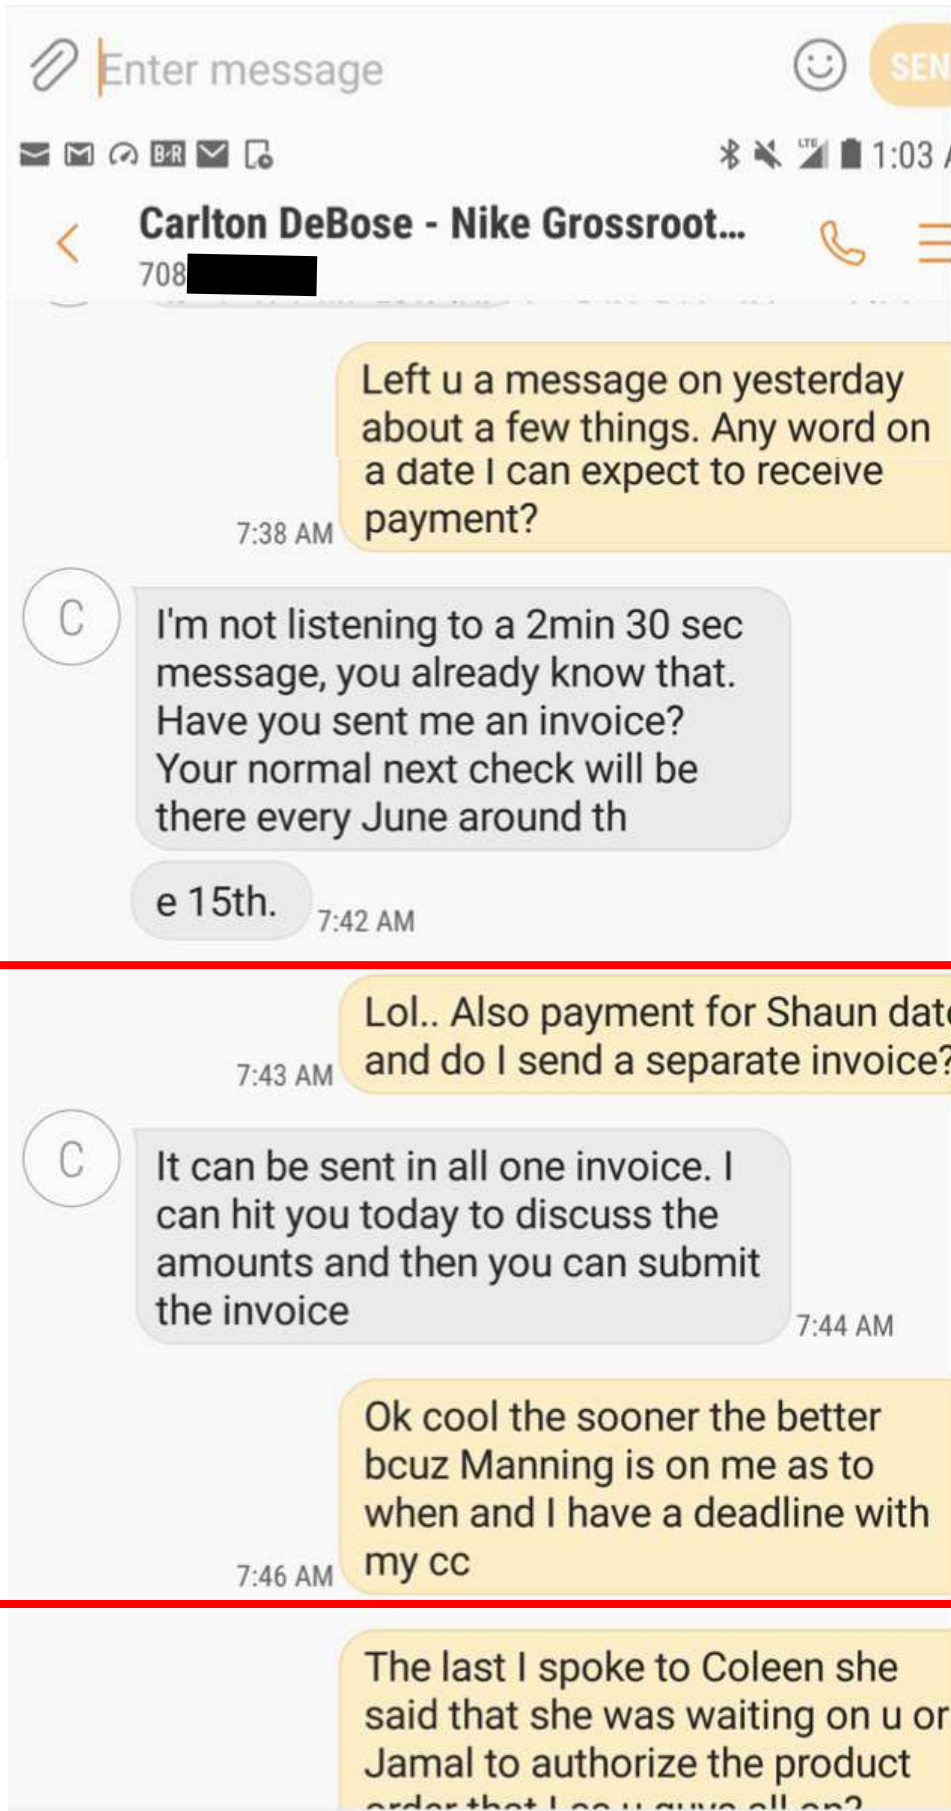 Enter message
SEN
B-R
LTE 1:03 A
Carlton DeBose - Nike Grossroot...
708
Left u a message on yesterday
about a few things. Any word on
a date I can expect to receive
payment?
7:38 AM
C
I'm not listening to a 2min 30 sec
message, you already know that.
Have you sent me an invoice?
Your normal next check will be
there every June around th
e 15th.
7:42 AM
Lol.. Also payment for Shaun date
and do I send a separate invoice?
7:43 AM
C
It can be sent in all one invoice. I
can hit you today to discuss the
amounts and then you can submit
the invoice
7:44 AM
Ok cool the sooner the better
bcuz Manning is on me as to
when and I have a deadline with
my cc
7:46 AM
The last I spoke to Coleen she
said that she was waiting on u or
Jamal to authorize the product
order that I